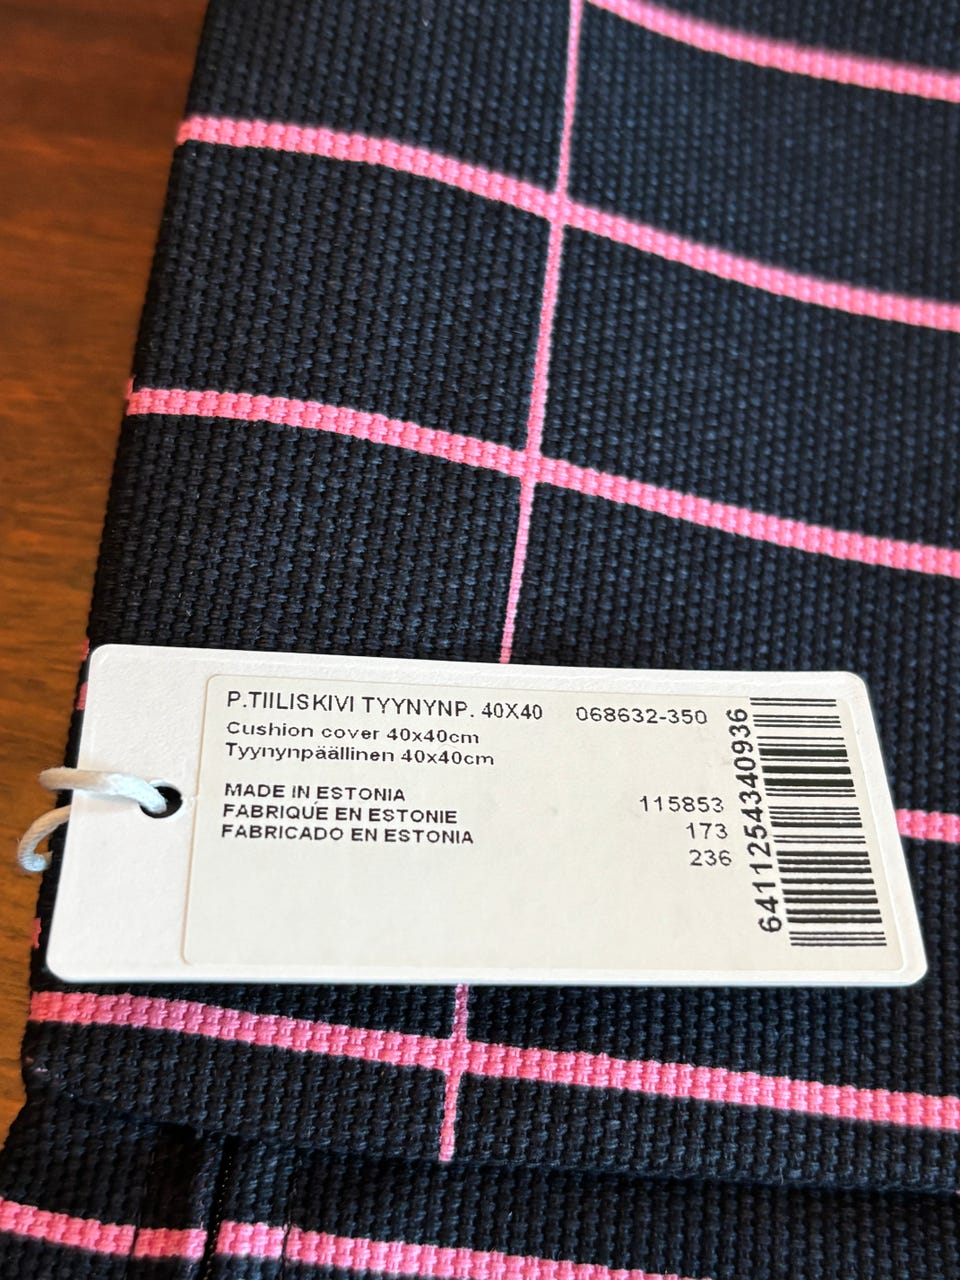 P.TIILISKIVI TYYNYNP. 40X40 068632-350
Cushion cover 40x40cm
Tyynynpäällinen 40x40cm
MADE IN ESTONIA 115853
FABRIQUÉ EN ESTONIE 173
FABRICADO EN ESTONIA 236
6411254340936